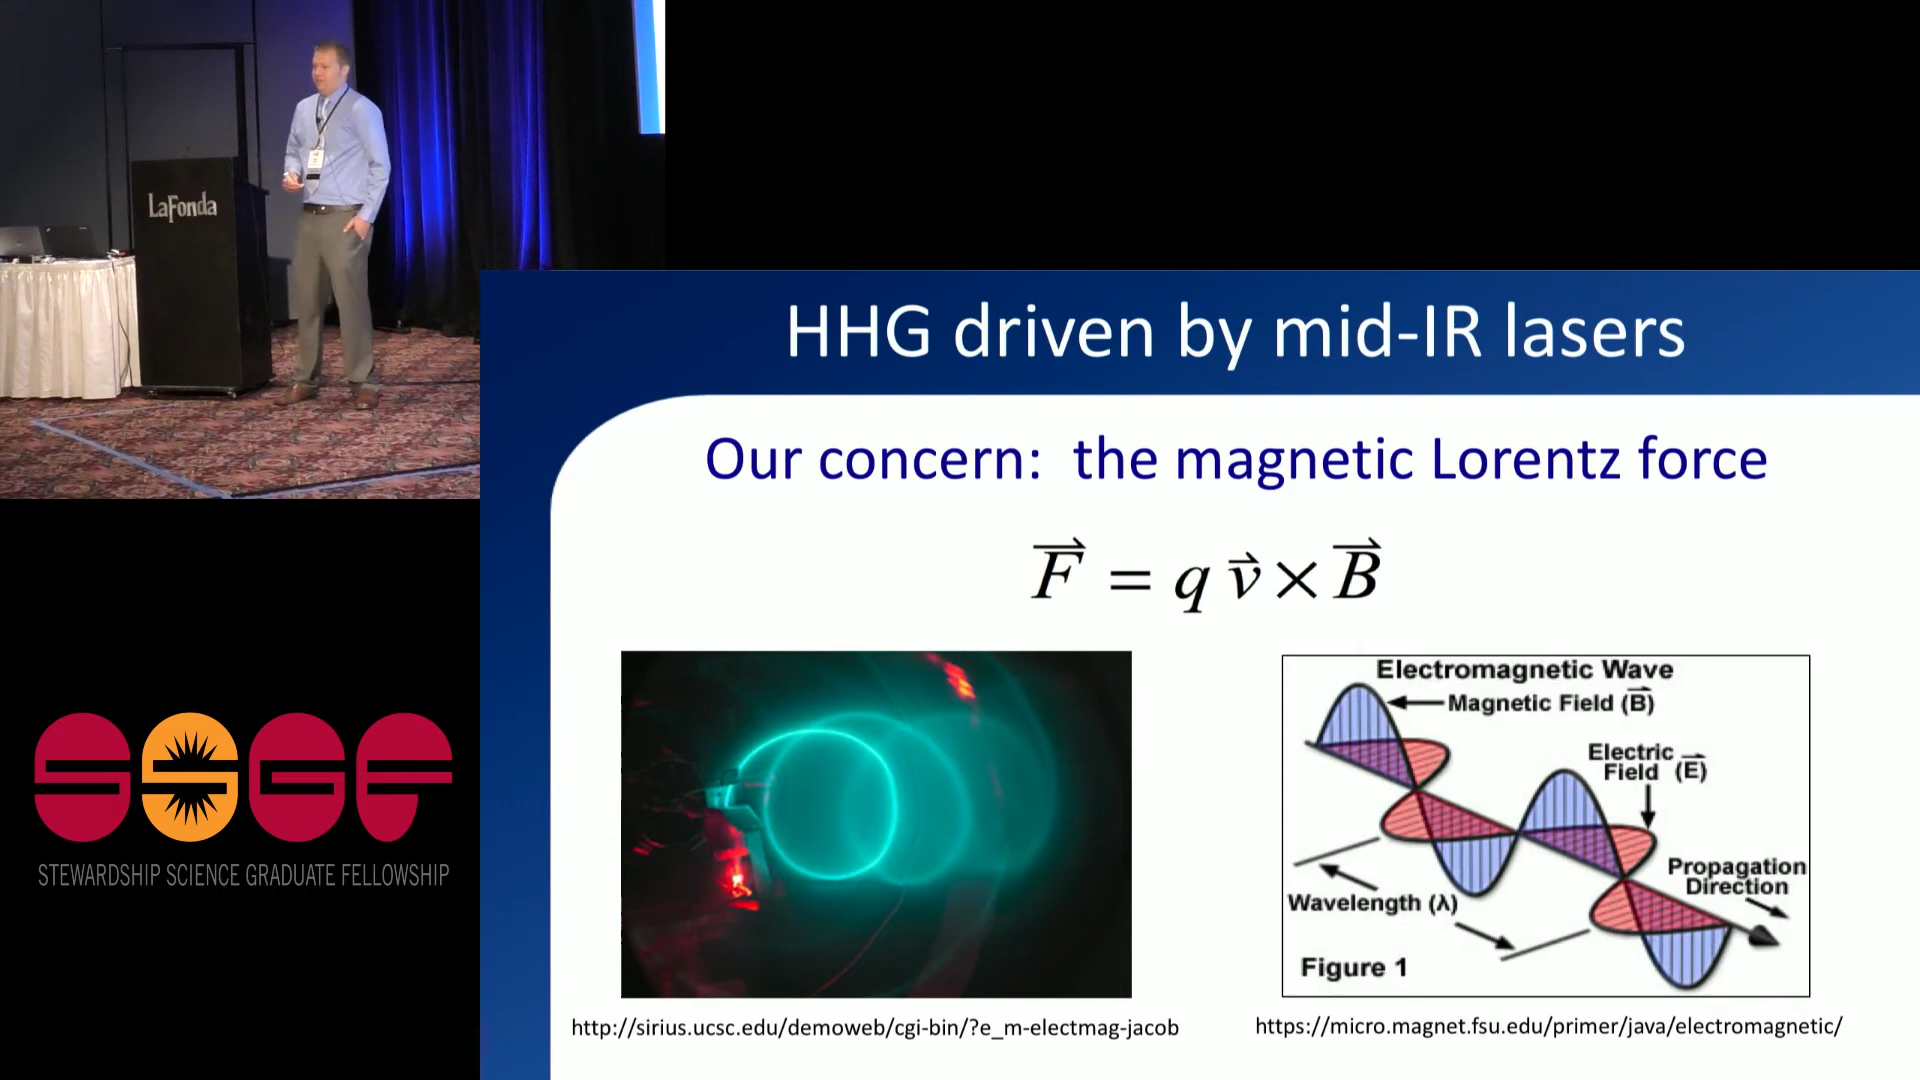 LaFonda
HHG driven by mid-IR lasers
Our concern: the magnetic Lorentz force
F = q v × B
Electromagnetic Wave
Magnetic Field (B)
Electric
Field (E)
Propagation
Direction
Wavelength (λ)
Figure 1
http://sirius.ucsc.edu/demoweb/cgi-bin/?e_m-electmag-jacob
https://micro.magnet.fsu.edu/primer/java/electromagnetic/
SSGF
STEWARDSHIP SCIENCE GRADUATE FELLOWSHIP